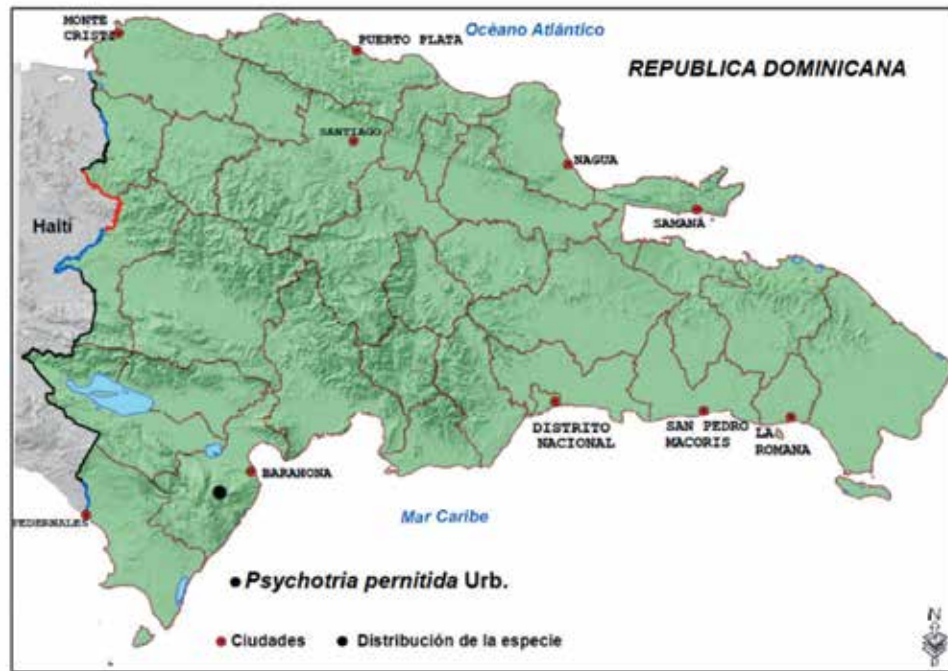 MONTE
CRISTI
PUERTO PLATA
Océano Atlántico
REPUBLICA DOMINICANA
SANTIAGO
NAGUA
SAMANÁ
Haití
DISTRITO
NACIONAL
SAN PEDRO
MACORIS
LA
ROMANA
BARAHONA
PEDERNALES
Mar Caribe
Psychotria pernitida Urb.
Ciudades
Distribución de la especie
N